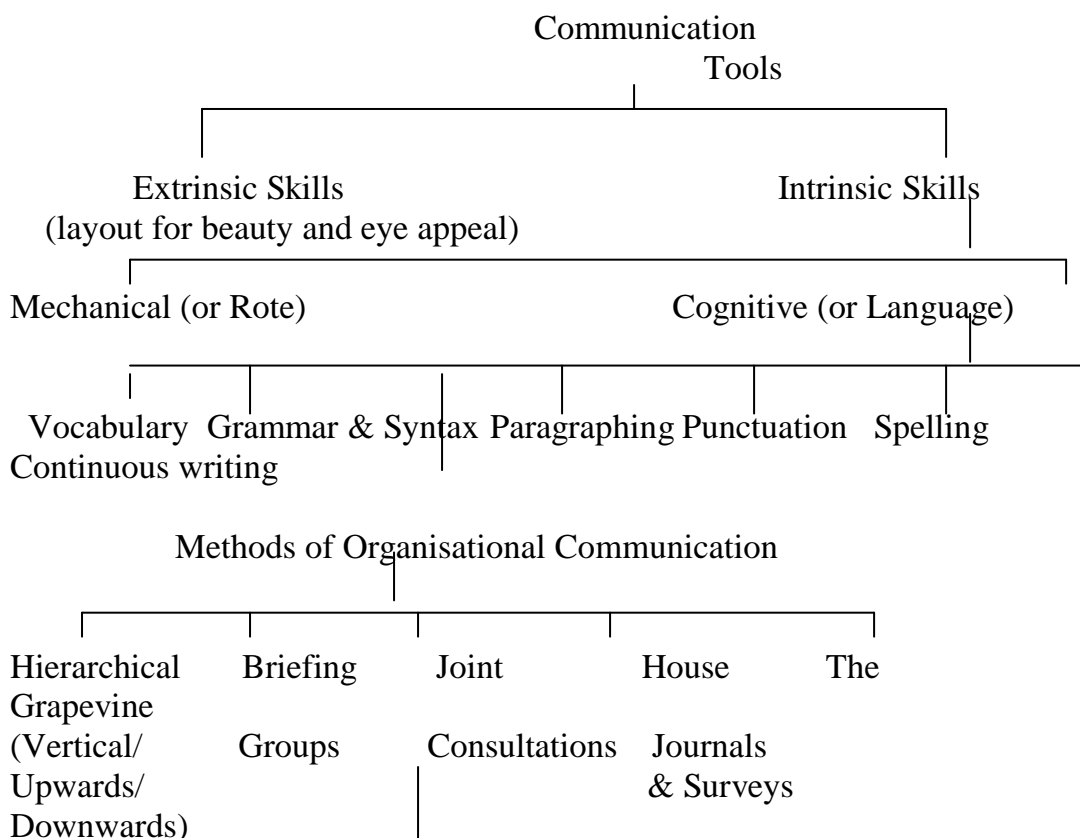 Communication
Tools
Extrinsic Skills Intrinsic Skills
(layout for beauty and eye appeal)
Mechanical (or Rote) Cognitive (or Language)
Vocabulary Grammar & Syntax Paragraphing Punctuation Spelling
Continuous writing
Methods of Organisational Communication
Hierarchical Briefing Joint House The
Grapevine
(Vertical/ Groups Consultations Journals
Upwards/ & Surveys
Downwards)